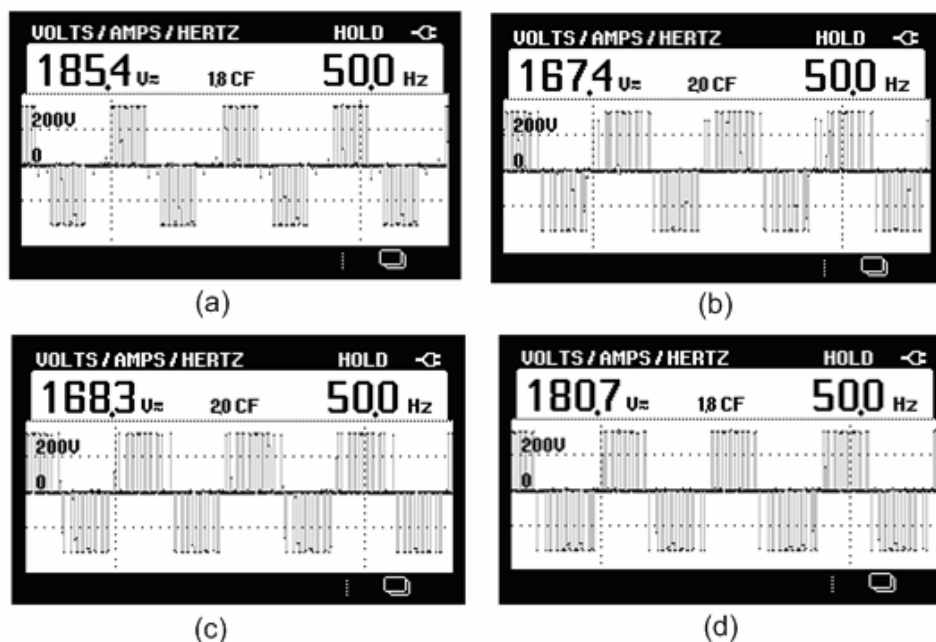 VOLTS / AMPS / HERTZ HOLD
185,4 V≂ 1,8 CF 50,0 Hz
200V
0
(a)
VOLTS / AMPS / HERTZ HOLD
167,4 V≂ 2,0 CF 50,0 Hz
200V
0
(b)
VOLTS / AMPS / HERTZ HOLD
168,3 V≂ 2,0 CF 50,0 Hz
200V
0
(c)
VOLTS / AMPS / HERTZ HOLD
180,7 V≂ 1,8 CF 50,0 Hz
200V
0
(d)